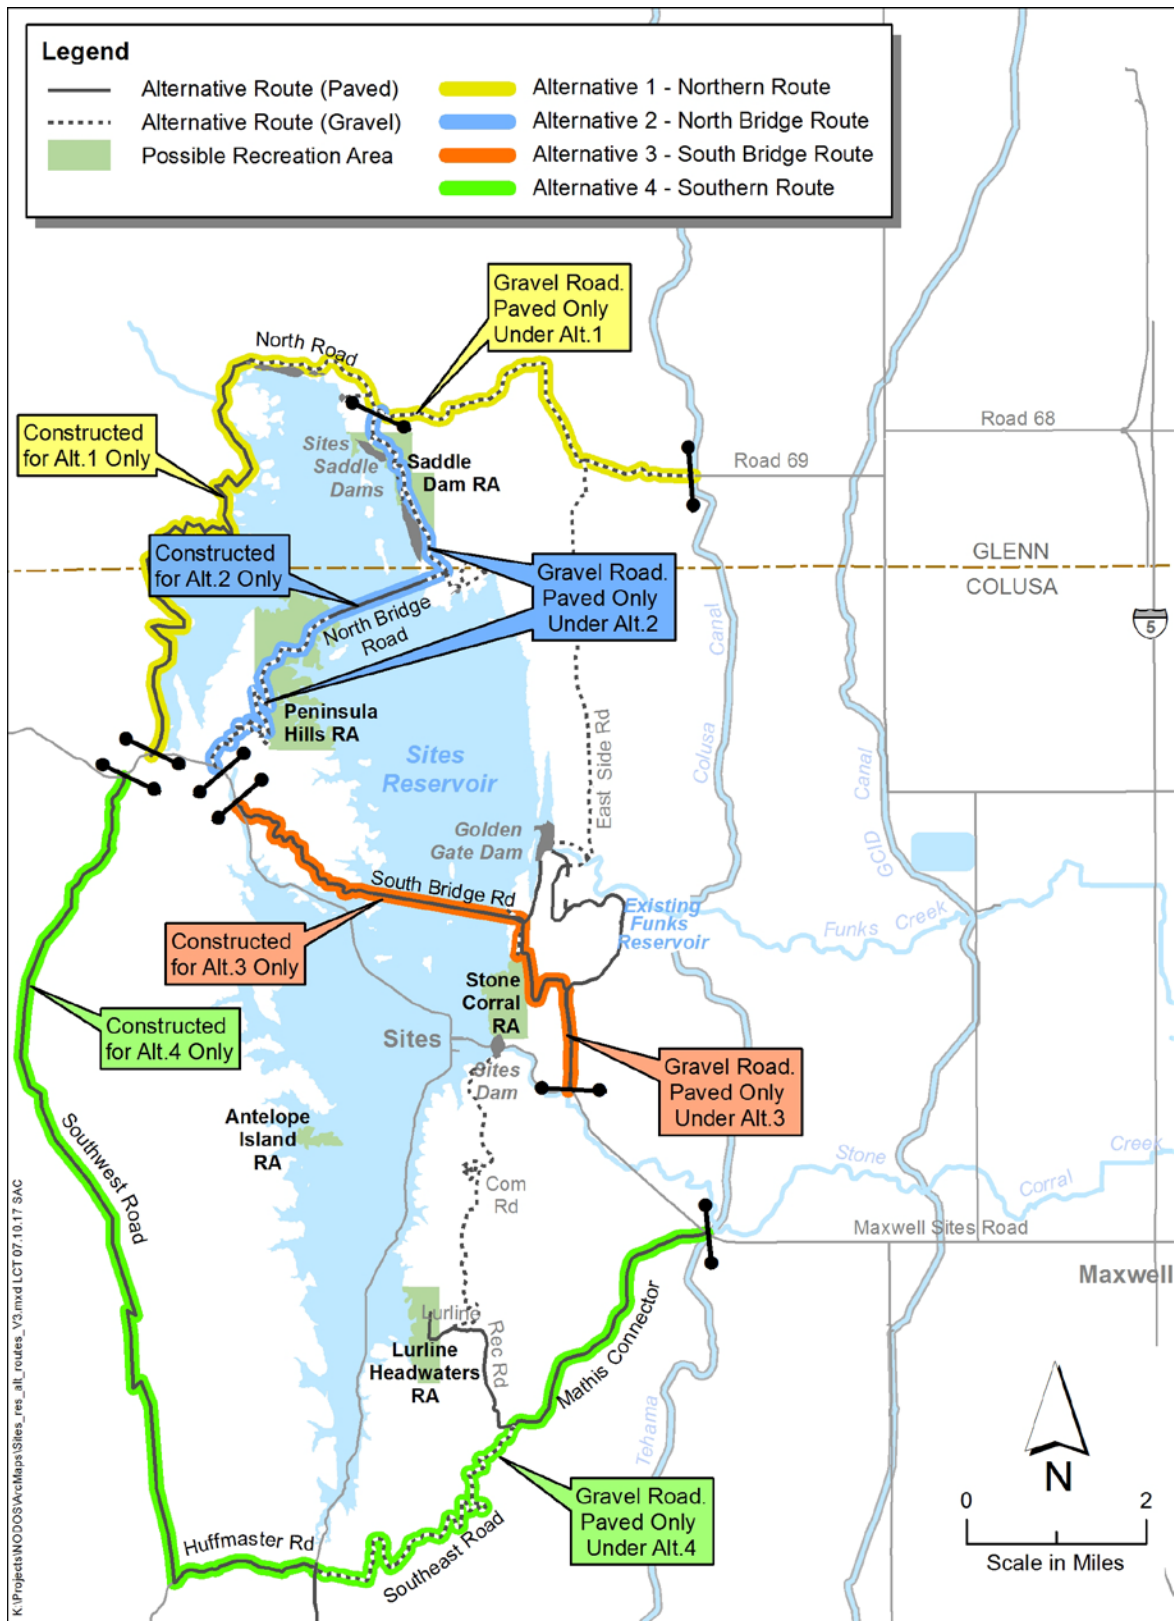 Legend
Alternative Route (Paved)
Alternative Route (Gravel)
Possible Recreation Area
Alternative 1 - Northern Route
Alternative 2 - North Bridge Route
Alternative 3 - South Bridge Route
Alternative 4 - Southern Route
Gravel Road.
Paved Only
Under Alt.1
North Road
Constructed
for Alt.1 Only
Sites
Saddle
Dams
Saddle
Dam RA
Road 68
Road 69
Constructed
for Alt.2 Only
Gravel Road.
Paved Only
Under Alt.2
GLENN
COLUSA
5
North Bridge
Road
Peninsula
Hills RA
Sites
Reservoir
East Side Rd
Colusa
Canal
GCID
Canal
Golden
Gate Dam
South Bridge Rd
Existing
Funks
Reservoir
Funks Creek
Constructed
for Alt.3 Only
Stone
Corral
RA
Constructed
for Alt.4 Only
Sites
Sites
Dam
Gravel Road.
Paved Only
Under Alt.3
Antelope
Island
RA
Southwest Road
Com
Rd
Stone
Corral
Creek
Maxwell Sites Road
Maxwell
Lurline
Rec Rd
Lurline
Headwaters
RA
Mathis Connector
Tehama
Gravel Road.
Paved Only
Under Alt.4
Huffmaster Rd
Southeast Road
N
0 2
Scale in Miles
K:\Projects\NODOS\ArcMaps\Sites_res_alt_routes_V3.mxd LCT 07.10.17 SAC